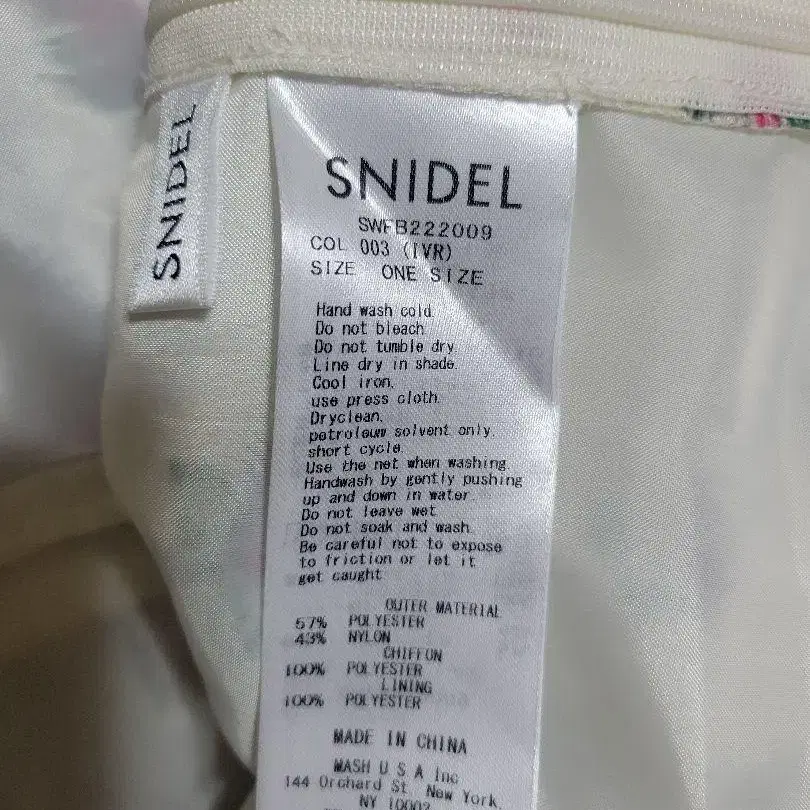 SNIDEL
SNIDEL
SWFB222009
COL 003 (IVR)
SIZE ONE SIZE
Hand wash cold.
Do not bleach.
Do not tumble dry.
Line dry in shade.
Cool iron.
use press cloth.
Dryclean.
petroleum solvent only.
short cycle.
Use the net when washing
Handwash by gently pushing
up and down in water
Do not leave wet
Do not soak and wash.
Be careful not to expose
to friction or let it
get caught
OUTER MATERIAL
57% POLYESTER
43% NYLON
CHIFFON
100% POLYESTER
LINING
100% POLYESTER
MADE IN CHINA
MASH U S A Inc
144 Orchard St. New York,
NY 10002